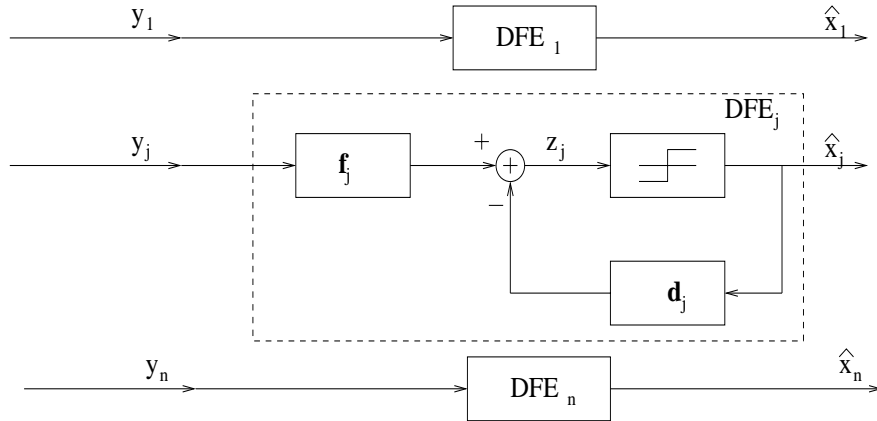 y₁ DFE ₁ x̂₁
DFEⱼ
yⱼ fⱼ + + zⱼ x̂ⱼ
−
dⱼ
yₙ DFE ₙ x̂ₙ